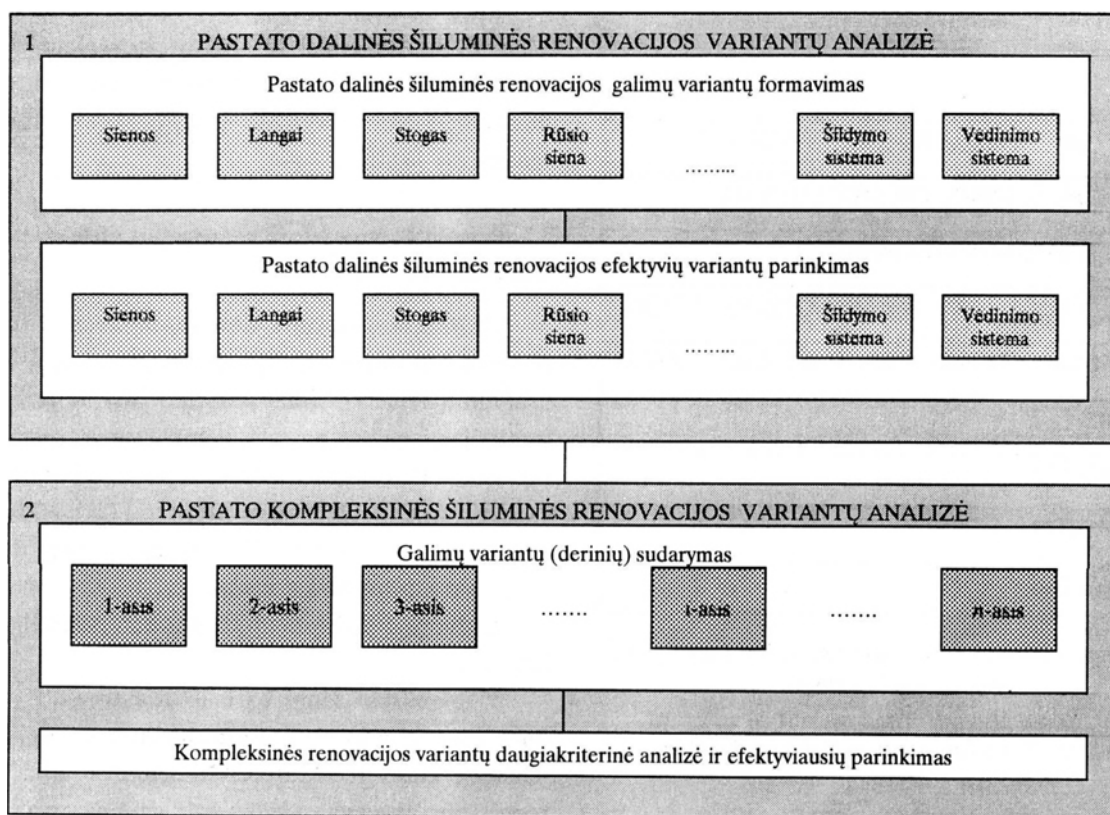 1 PASTATO DALINĖS ŠILUMINĖS RENOVACIJOS VARIANTŲ ANALIZĖ
Pastato dalinės šiluminės renovacijos galimų variantų formavimas
Sienos Langai Stogas Rūsio siena ......... Šildymo sistema Vėdinimo sistema
Pastato dalinės šiluminės renovacijos efektyvių variantų parinkimas
Sienos Langai Stogas Rūsio siena ......... Šildymo sistema Vėdinimo sistema
2 PASTATO KOMPLEKSINĖS ŠILUMINĖS RENOVACIJOS VARIANTŲ ANALIZĖ
Galimų variantų (derinių) sudarymas
1-asis 2-asis 3-asis ....... i-asis ....... n-asis
Kompleksinės renovacijos variantų daugiakriterinė analizė ir efektyviausių parinkimas